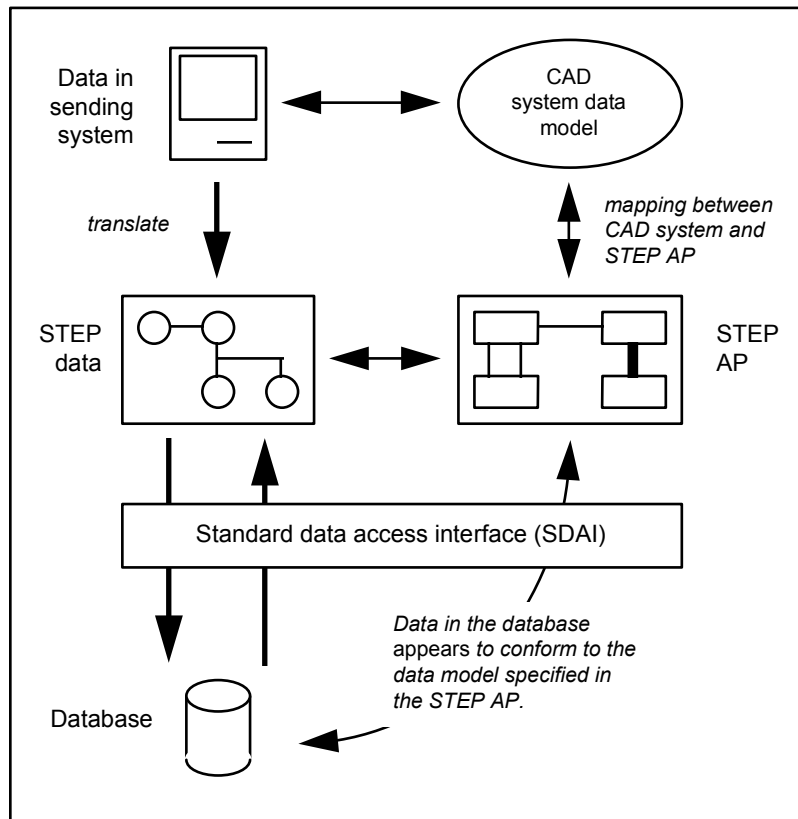 Data in
sending
system
CAD
system data
model
translate
mapping between
CAD system and
STEP AP
STEP
data
STEP
AP
Standard data access interface (SDAI)
Data in the database
appears to conform to the
data model specified in
the STEP AP.
Database